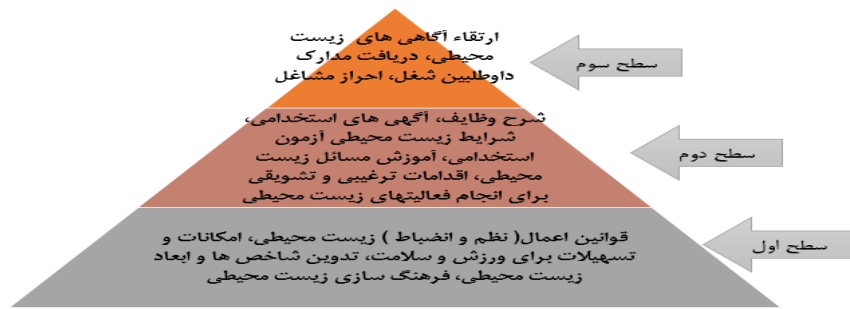 ارتقاء آگاهی های زیست
محیطی، دریافت مدارک
داوطلبین شغل، احراز مشاغل
سطح سوم
شرح وظایف، آگهی های استخدامی،
شرایط زیست محیطی آزمون
استخدامی، آموزش مسائل زیست
محیطی، اقدامات ترغیبی و تشویقی
برای انجام فعالیتهای زیست محیطی
سطح دوم
قوانین اعمال( نظم و انضباط ) زیست محیطی، امکانات و
تسهیلات برای ورزش و سلامت، تدوین شاخص ها و ابعاد
زیست محیطی، فرهنگ سازی زیست محیطی
سطح اول